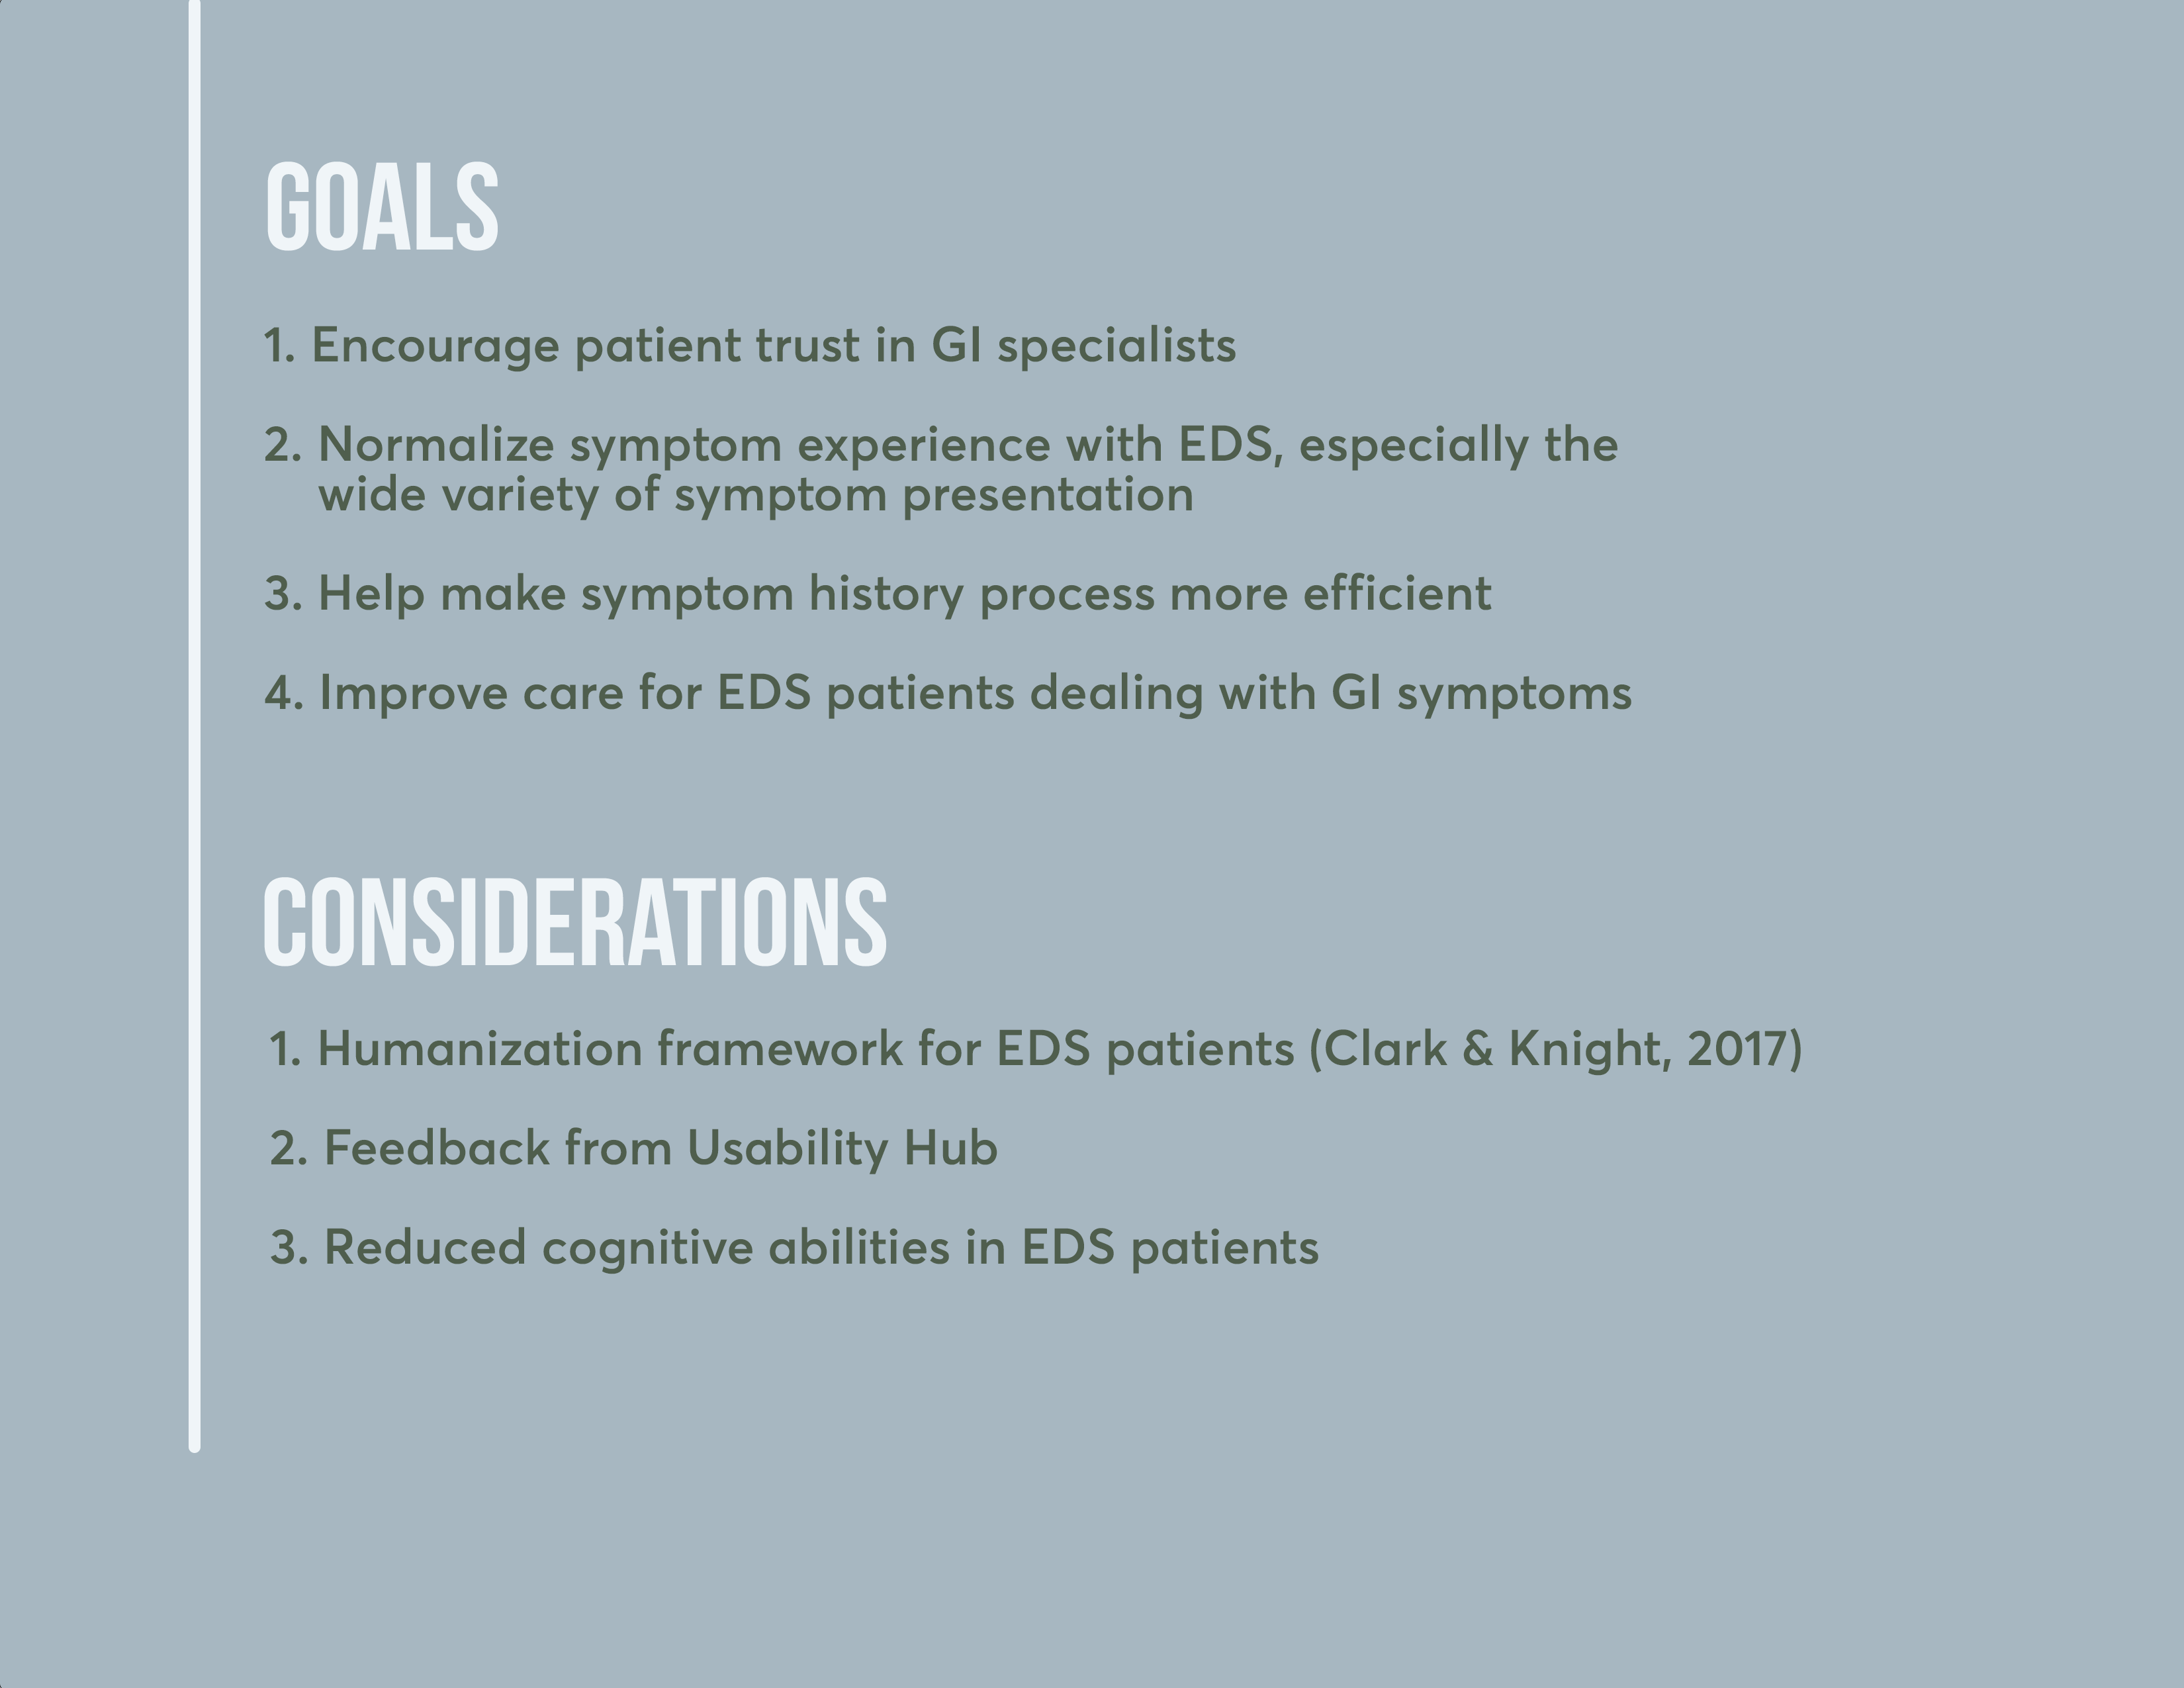 GOALS
1. Encourage patient trust in GI specialists
2. Normalize symptom experience with EDS, especially the
wide variety of symptom presentation
3. Help make symptom history process more efficient
4. Improve care for EDS patients dealing with GI symptoms
CONSIDERATIONS
1. Humanization framework for EDS patients (Clark & Knight, 2017)
2. Feedback from Usability Hub
3. Reduced cognitive abilities in EDS patients